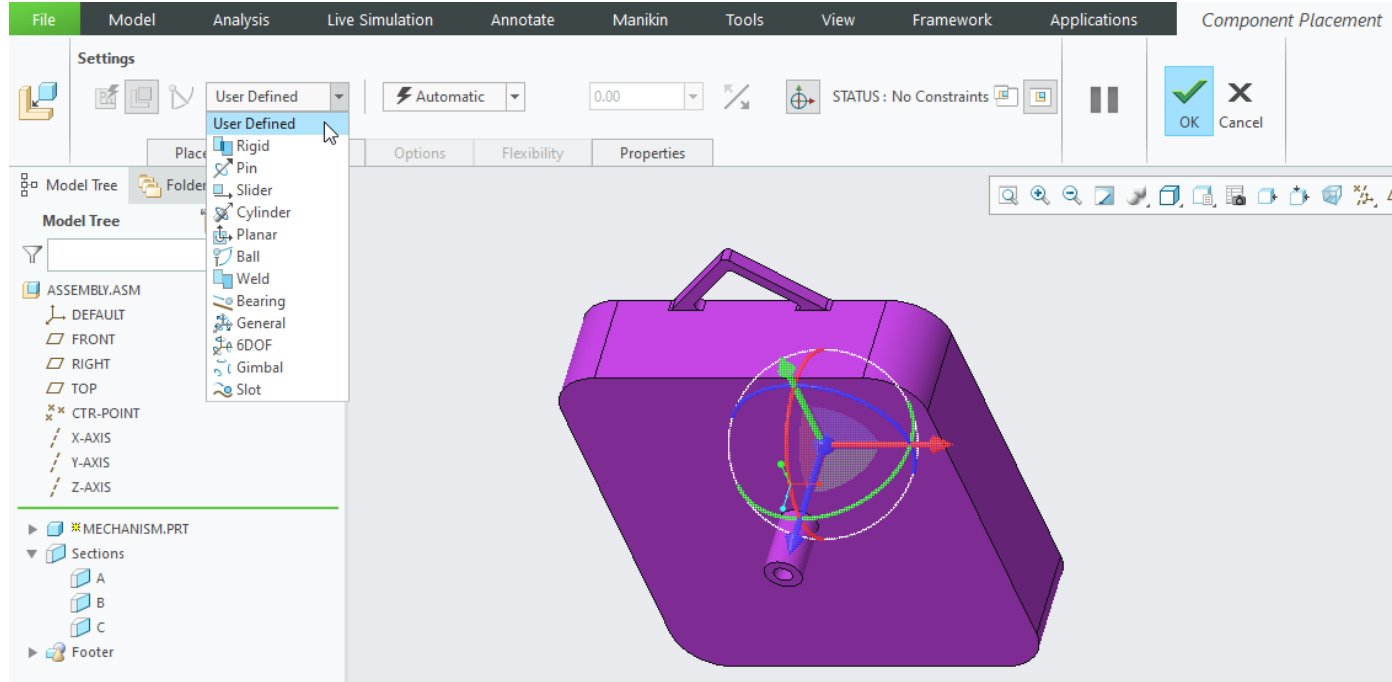 File Model Analysis Live Simulation Annotate Manikin Tools View Framework Applications Component Placement
Settings
User Defined Automatic 0.00 STATUS : No Constraints OK Cancel
Place Options Flexibility Properties
User Defined
Rigid
Pin
Slider
Cylinder
Planar
Ball
Weld
Bearing
General
6DOF
Gimbal
Slot
Model Tree Folder
Model Tree
ASSEMBLY.ASM
DEFAULT
FRONT
RIGHT
TOP
CTR-POINT
X-AXIS
Y-AXIS
Z-AXIS
MECHANISM.PRT
Sections
A
B
C
Footer